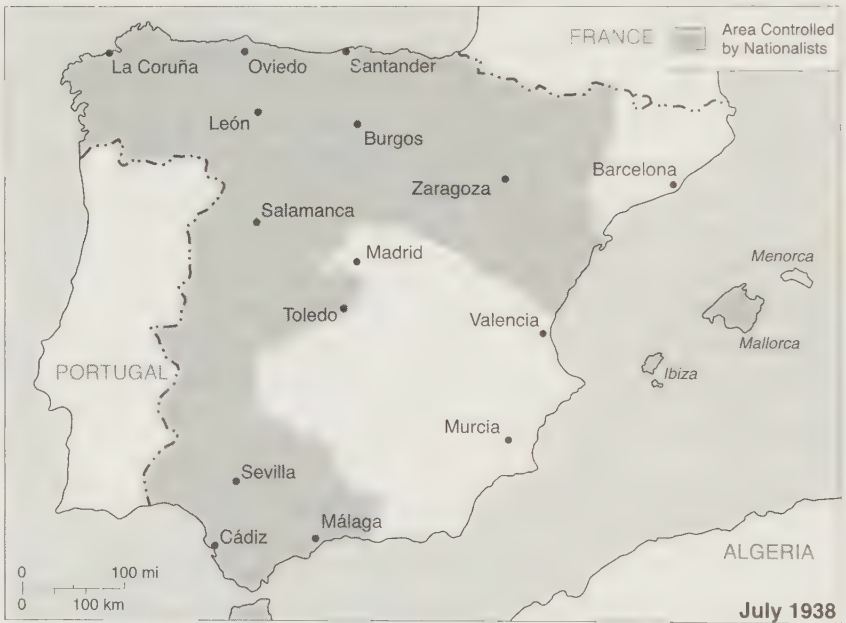 FRANCE
Area Controlled
by Nationalists
La Coruña
Oviedo
Santander
León
Burgos
Zaragoza
Barcelona
Salamanca
Madrid
Menorca
Toledo
Valencia
Mallorca
PORTUGAL
Ibiza
Murcia
Sevilla
Cádiz
Málaga
ALGERIA
0 100 mi
0 100 km
July 1938